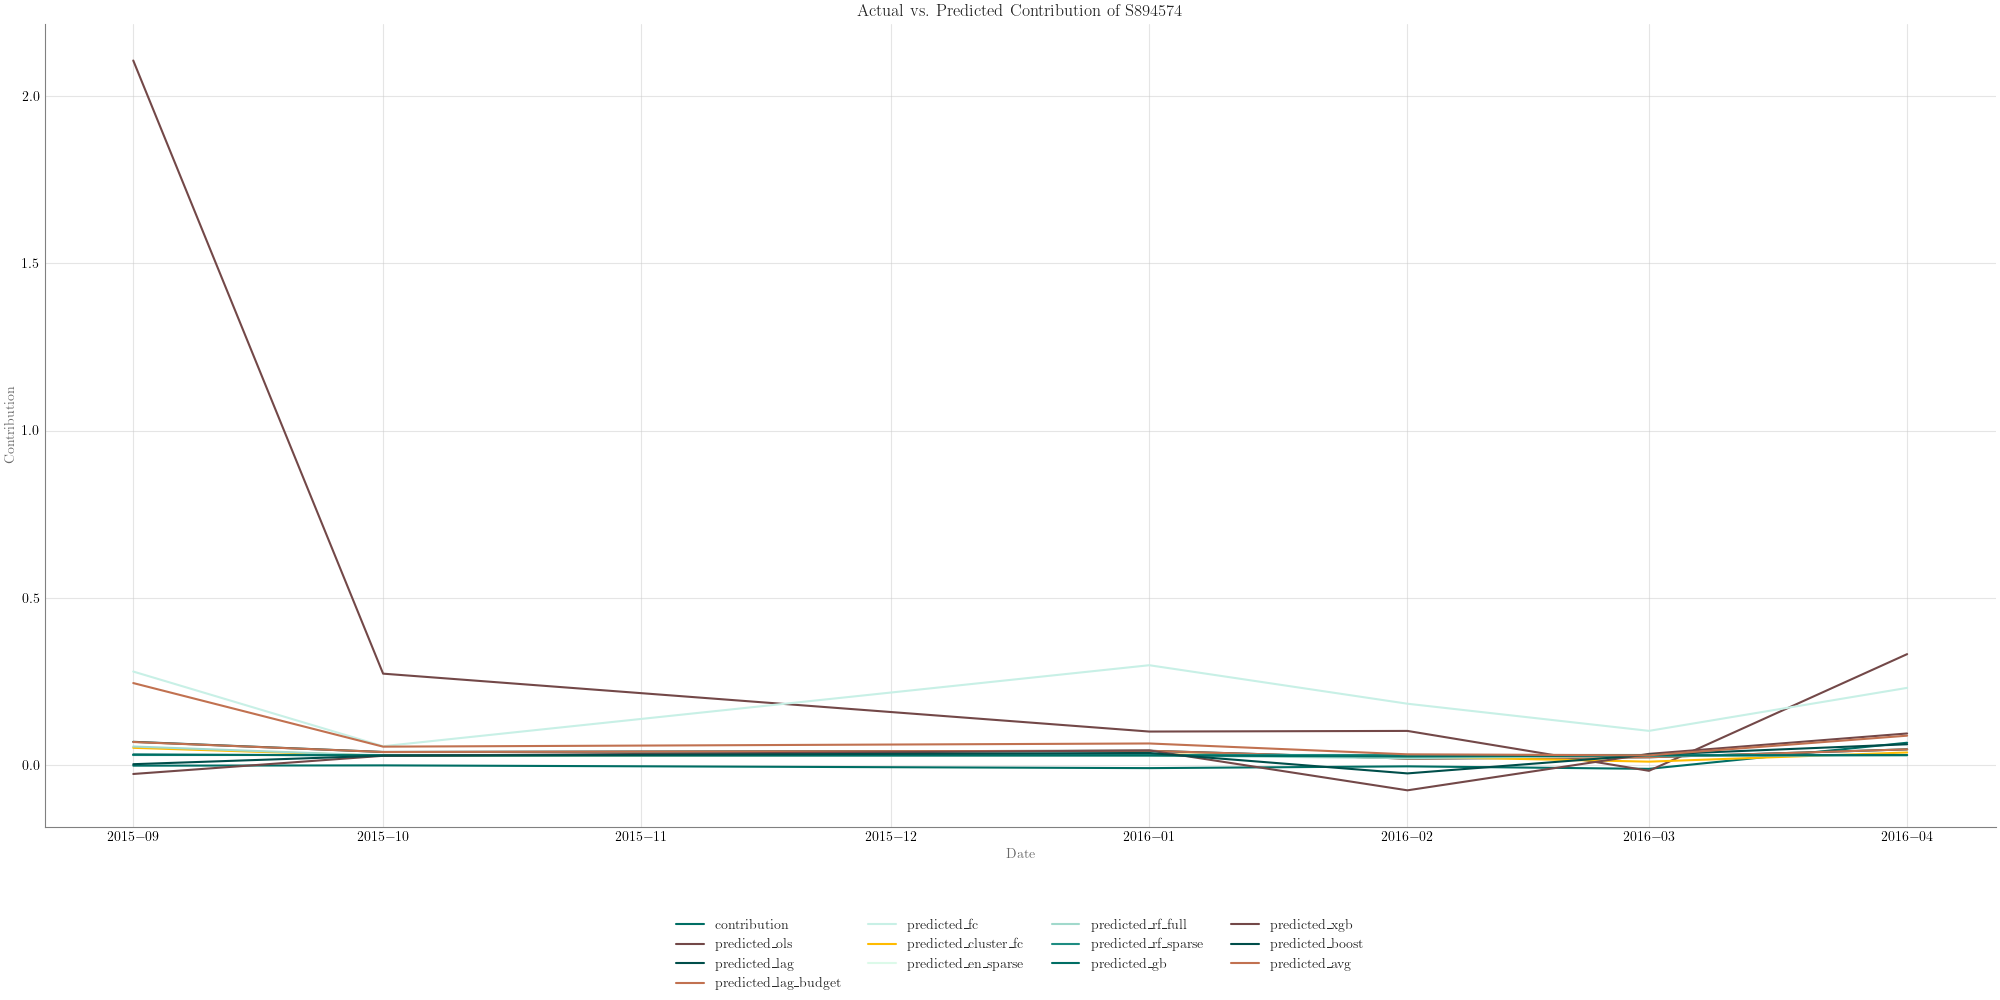 Actual vs. Predicted Contribution of S894574
2.0
1.5
1.0
0.5
0.0
Contribution
2015–09 2015–10 2015–11 2015–12 2016–01 2016–02 2016–03 2016–04
Date
contribution predicted_fc predicted_rf_full predicted_xgb
predicted_ols predicted_cluster_fc predicted_rf_sparse predicted_boost
predicted_lag predicted_en_sparse predicted_gb predicted_avg
predicted_lag_budget